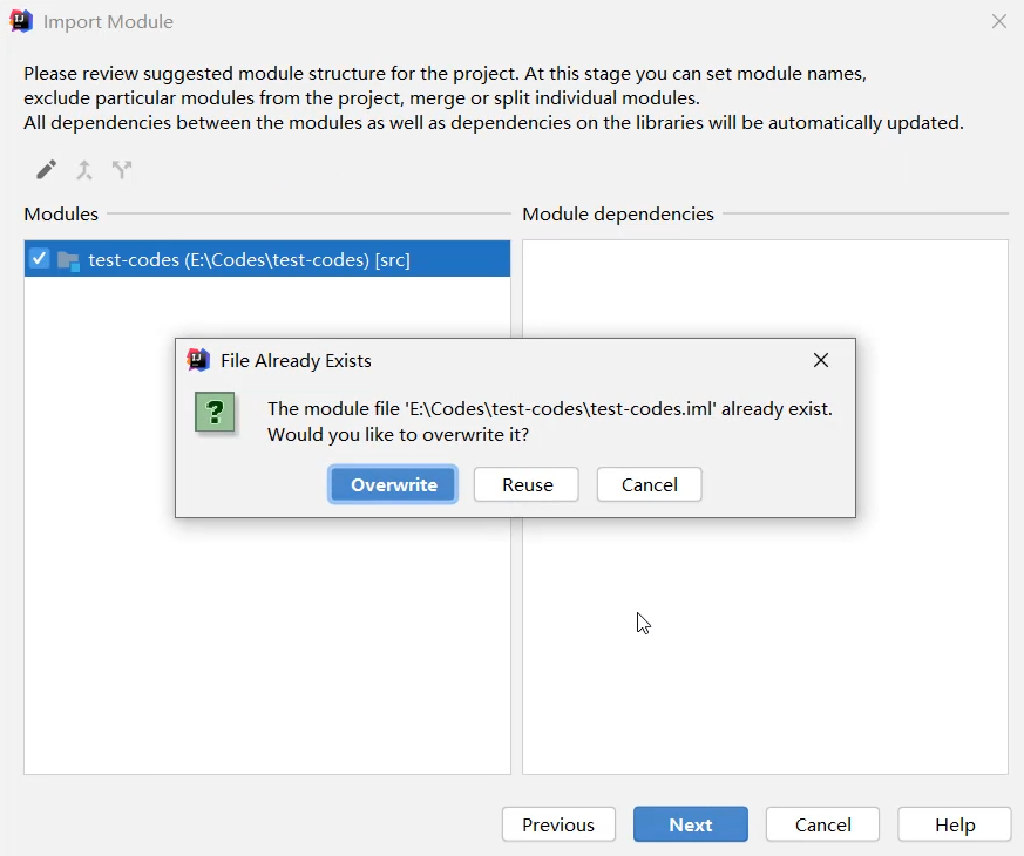 Import Module
Please review suggested module structure for the project. At this stage you can set module names,
exclude particular modules from the project, merge or split individual modules.
All dependencies between the modules as well as dependencies on the libraries will be automatically updated.
Modules
Module dependencies
test-codes (E:\Codes\test-codes) [src]
File Already Exists
The module file 'E:\Codes\test-codes\test-codes.iml' already exist.
Would you like to overwrite it?
Overwrite
Reuse
Cancel
Previous
Next
Cancel
Help